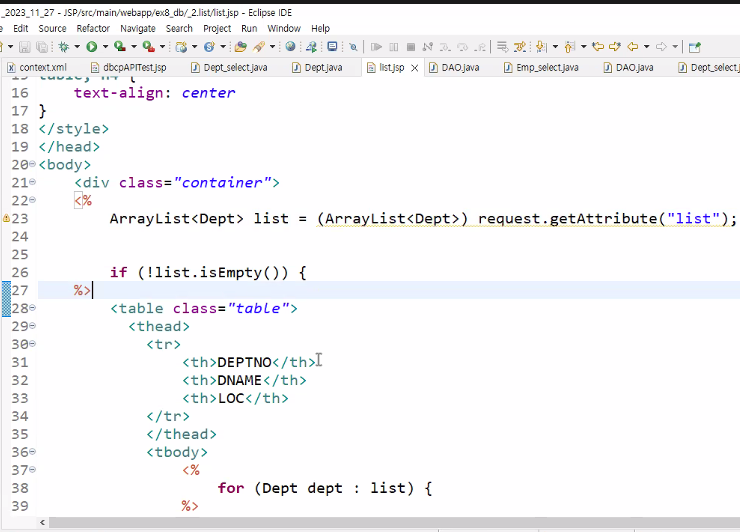 _2023_11_27 - JSP/src/main/webapp/ex8_db/_2.list/list.jsp - Eclipse IDE
Edit Source Refactor Navigate Search Project Run Window Help
context.xml dbcpAPITest.jsp Dept_select.java Dept.java list.jsp DAO.java Emp_select.java DAO.java Dept_select.j
15 table, h4 {
16 text-align: center
17 }
18 </style>
19 </head>
20 <body>
21 <div class="container">
22 <%
23 ArrayList<Dept> list = (ArrayList<Dept>) request.getAttribute("list");
24
25
26 if (!list.isEmpty()) {
27 %>
28 <table class="table">
29 <thead>
30 <tr>
31 <th>DEPTNO</th>
32 <th>DNAME</th>
33 <th>LOC</th>
34 </tr>
35 </thead>
36 <tbody>
37 <%
38 for (Dept dept : list) {
39 %>